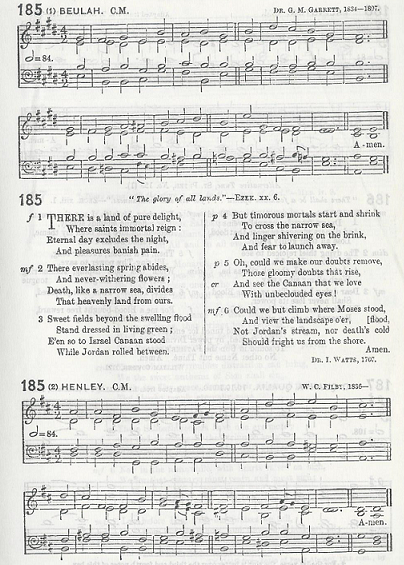 185 (1) BEULAH. C.M.
DR. G. M. GARRETT, 1834—1897.
=84.
A-men.
185
"The glory of all lands."—EZEK. xx. 6.
f 1 THERE is a land of pure delight,
Where saints immortal reign:
Eternal day excludes the night,
And pleasures banish pain.
mf 2 There everlasting spring abides,
And never-withering flowers;
Death, like a narrow sea, divides
That heavenly land from ours.
3 Sweet fields beyond the swelling flood
Stand dressed in living green;
E'en so to Israel Canaan stood
While Jordan rolled between.
p 4 But timorous mortals start and shrink
To cross the narrow sea,
And linger shivering on the brink,
And fear to launch away.
p 5 Oh, could we make our doubts remove,
Those gloomy doubts that rise,
cr And see the Canaan that we love
With unbeclouded eyes!
mf 6 Could we but climb where Moses stood,
And view the landscape o'er, [flood,
Not Jordan's stream, nor death's cold
Should fright us from the shore.
Amen.
DR. I. WATTS, 1707.
185 (2) HENLEY. C.M.
W. C. FILBY, 1835—
=84.
A-men.